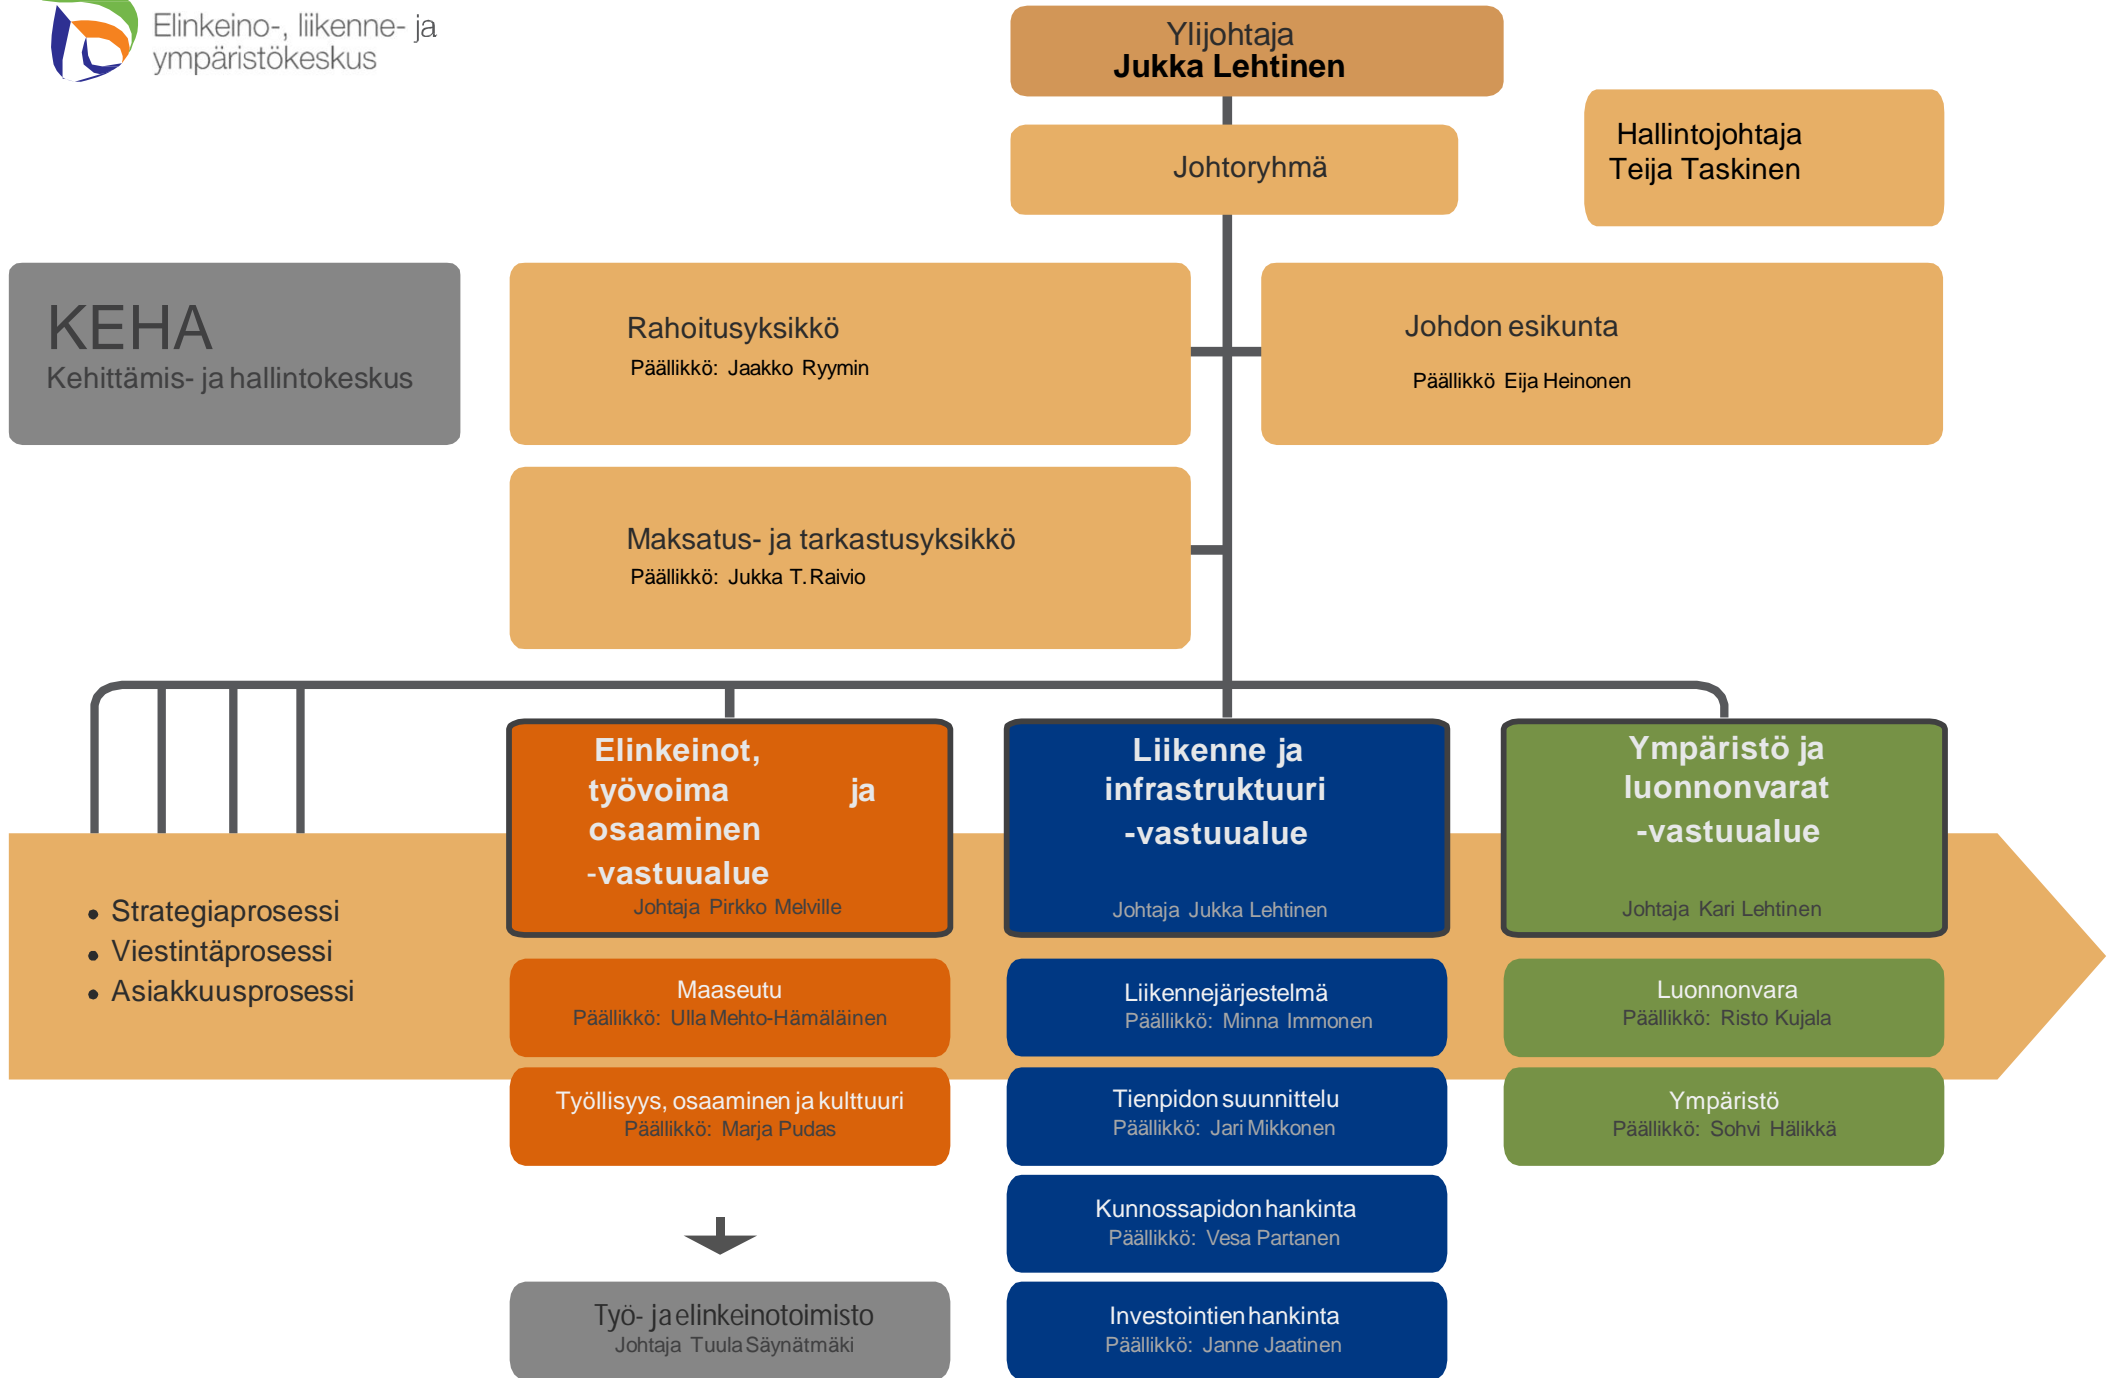 Elinkeino-, liikenne- ja
ympäristökeskus
Ylijohtaja
Jukka Lehtinen
Johtoryhmä
Hallintojohtaja
Teija Taskinen
KEHA
Kehittämis- ja hallintokeskus
Rahoitusyksikkö
Päällikkö: Jaakko Ryymin
Johdon esikunta
Päällikkö Eija Heinonen
Maksatus- ja tarkastusyksikkö
Päällikkö: Jukka T. Raivio
• Strategiaprosessi
• Viestintäprosessi
• Asiakkuusprosessi
Elinkeinot,
työvoima ja
osaaminen
-vastuualue
Johtaja Pirkko Melville
Maaseutu
Päällikkö: Ulla Mehto-Hämäläinen
Työllisyys, osaaminen ja kulttuuri
Päällikkö: Marja Pudas
Työ- ja elinkeinotoimisto
Johtaja Tuula Säynätmäki
Liikenne ja
infrastruktuuri
-vastuualue
Johtaja Jukka Lehtinen
Liikennejärjestelmä
Päällikkö: Minna Immonen
Tienpidon suunnittelu
Päällikkö: Jari Mikkonen
Kunnossapidon hankinta
Päällikkö: Vesa Partanen
Investointien hankinta
Päällikkö: Janne Jaatinen
Ympäristö ja
luonnonvarat
-vastuualue
Johtaja Kari Lehtinen
Luonnonvara
Päällikkö: Risto Kujala
Ympäristö
Päällikkö: Sohvi Hälikkä